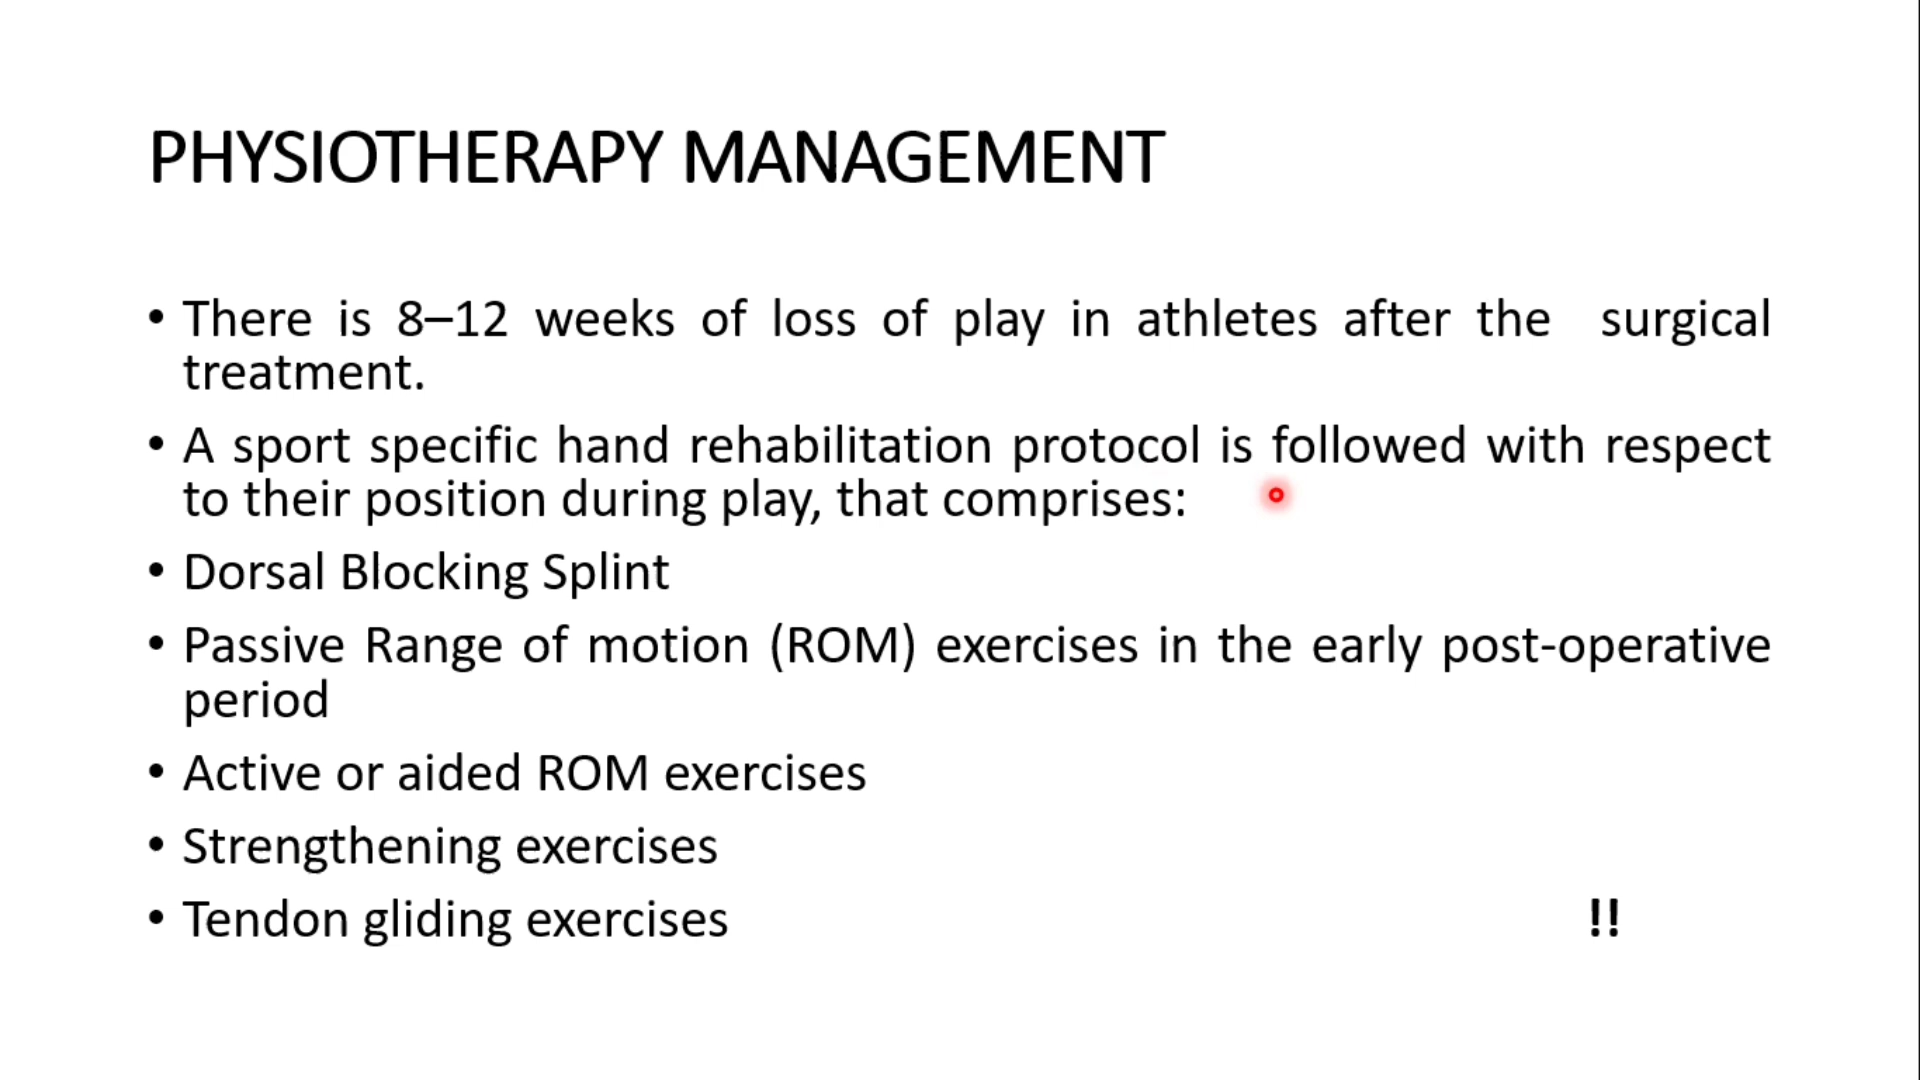 PHYSIOTHERAPY MANAGEMENT
• There is 8–12 weeks of loss of play in athletes after the surgical
treatment.
• A sport specific hand rehabilitation protocol is followed with respect
to their position during play, that comprises:
• Dorsal Blocking Splint
• Passive Range of motion (ROM) exercises in the early post-operative
period
• Active or aided ROM exercises
• Strengthening exercises
• Tendon gliding exercises !!